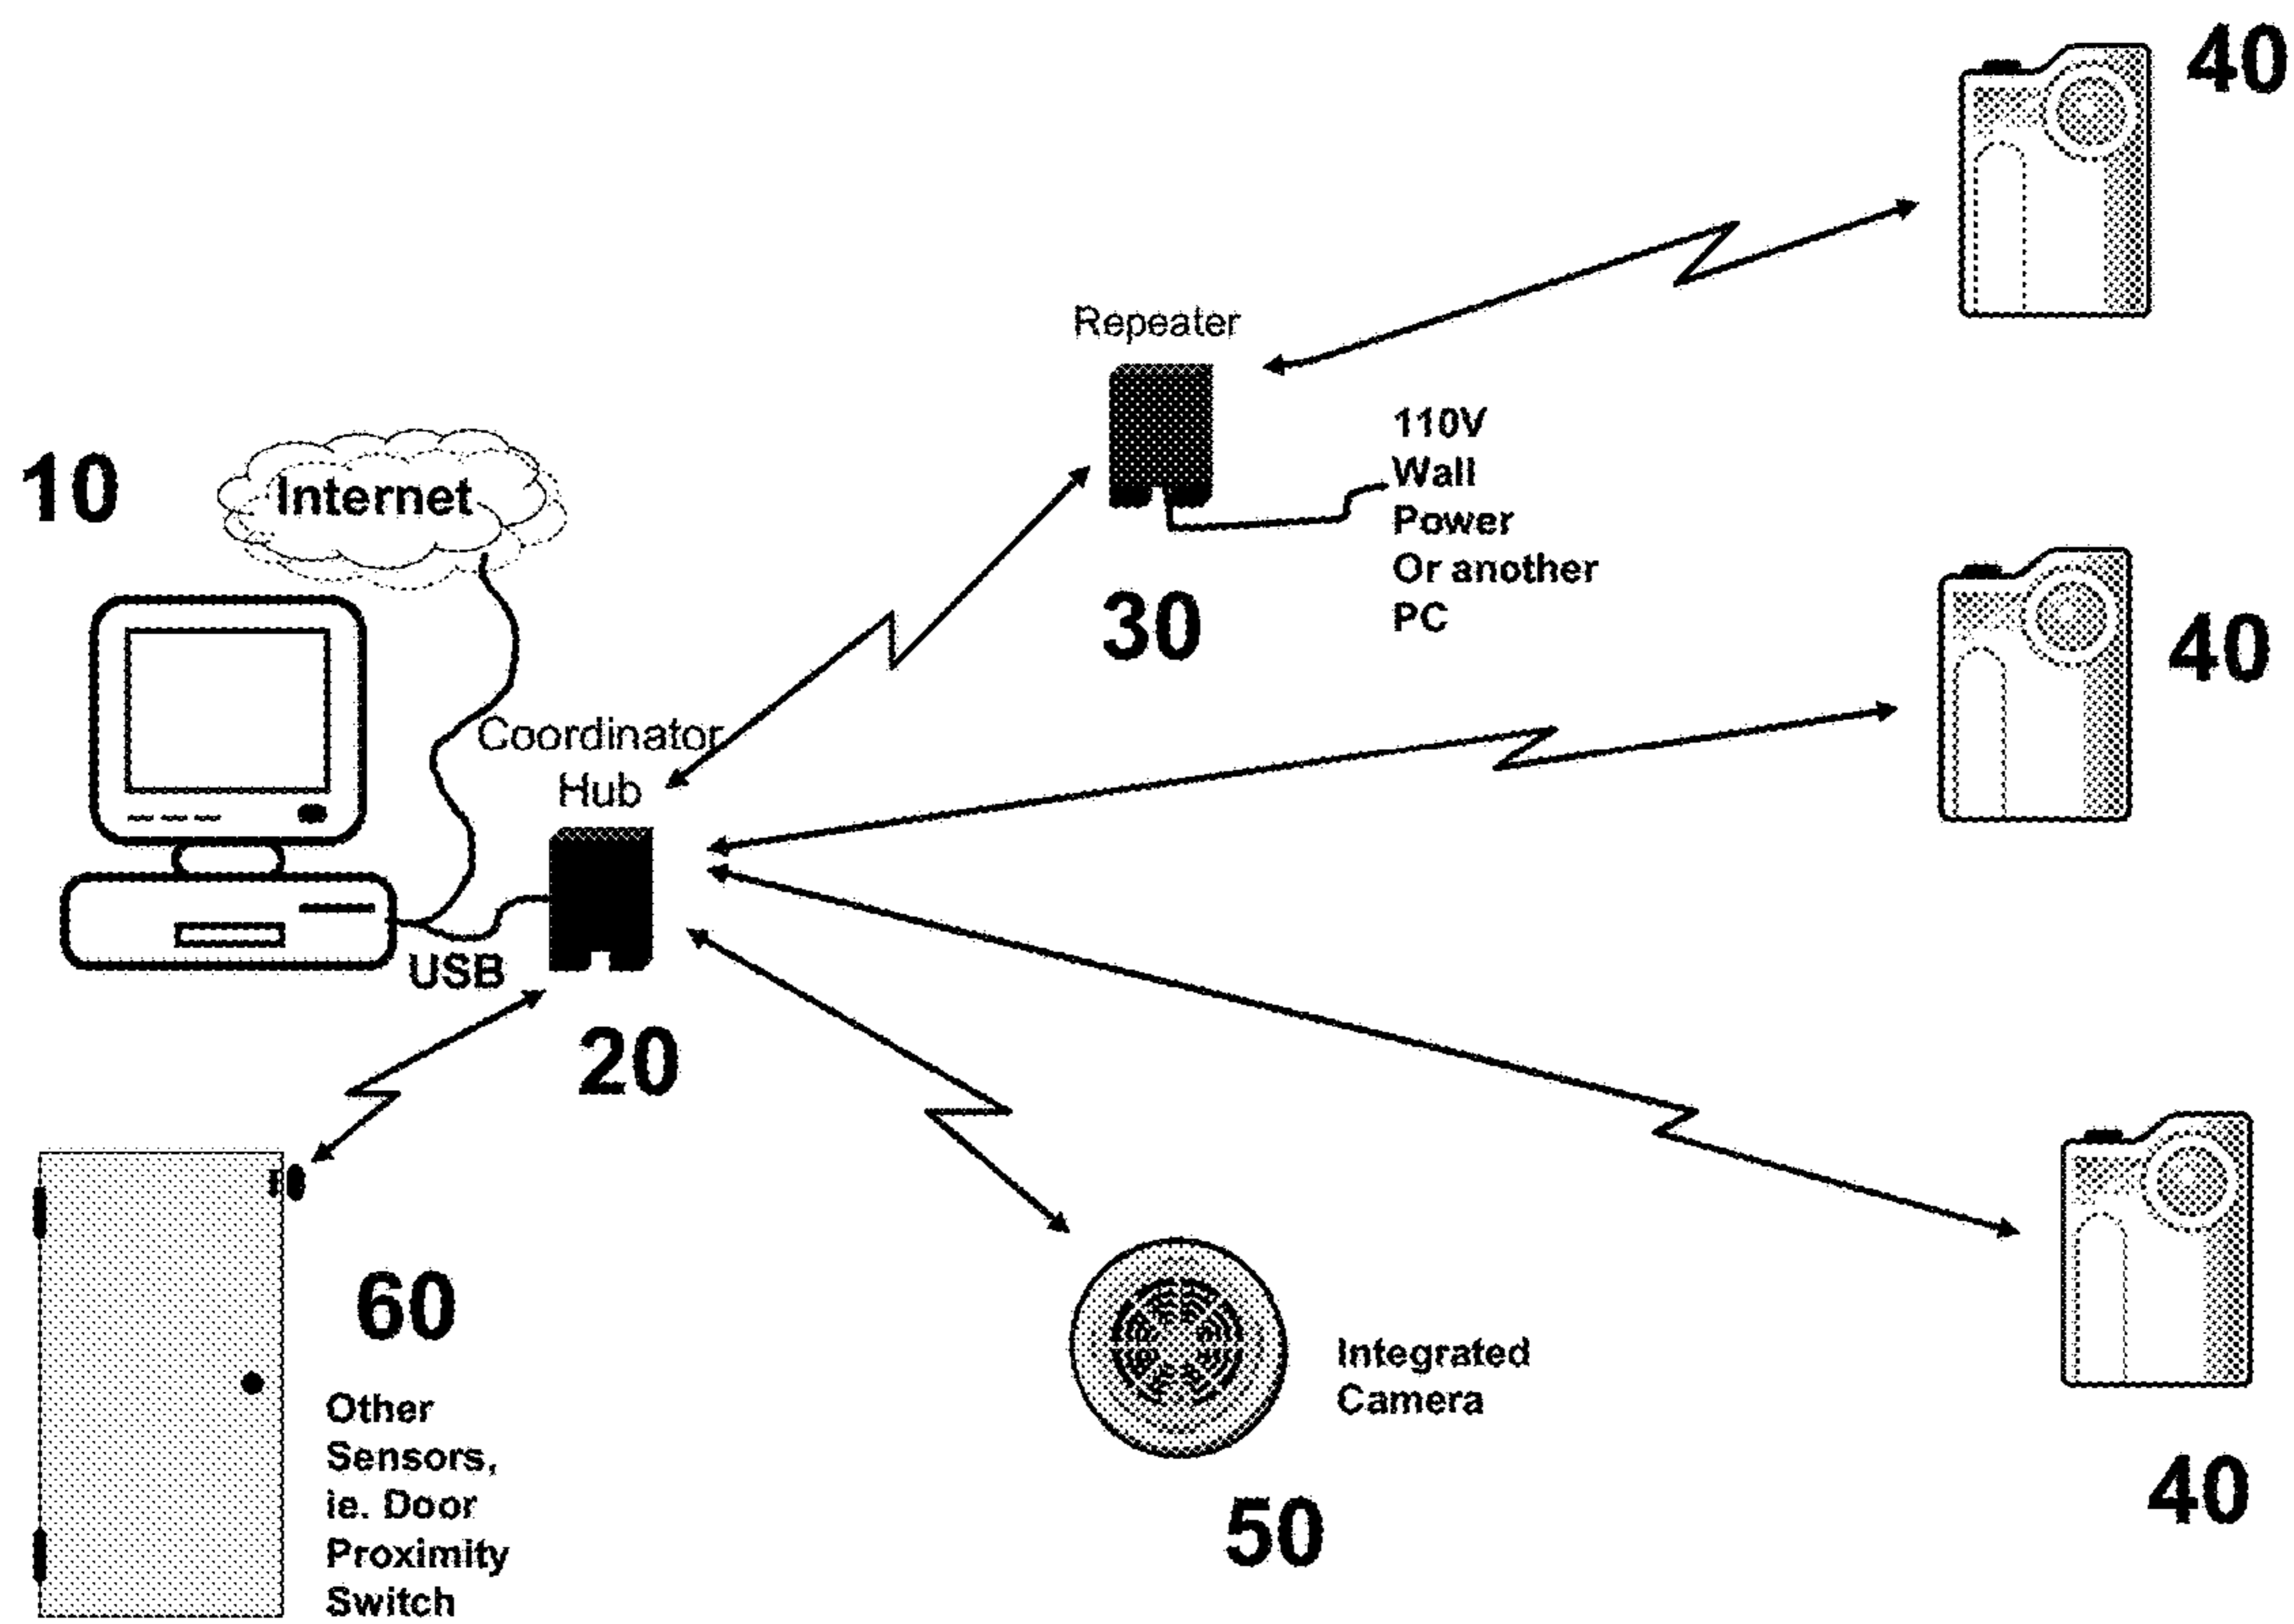 40
Repeater
110V
Wall
Power
Or another
PC
10
Internet
30
40
Coordinator
Hub
USB
20
60
Other
Sensors,
ie. Door
Proximity
Switch
Integrated
Camera
50
40